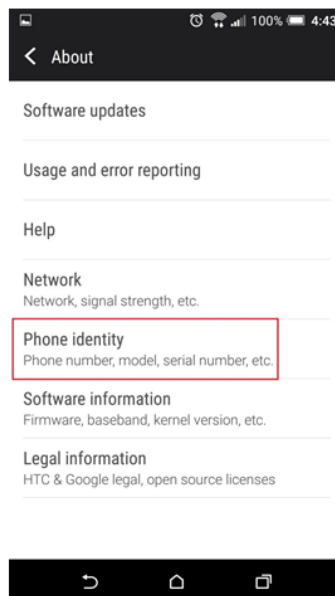 100% 4:43
About
Software updates
Usage and error reporting
Help
Network
Network, signal strength, etc.
Phone identity
Phone number, model, serial number, etc.
Software information
Firmware, baseband, kernel version, etc.
Legal information
HTC & Google legal, open source licenses